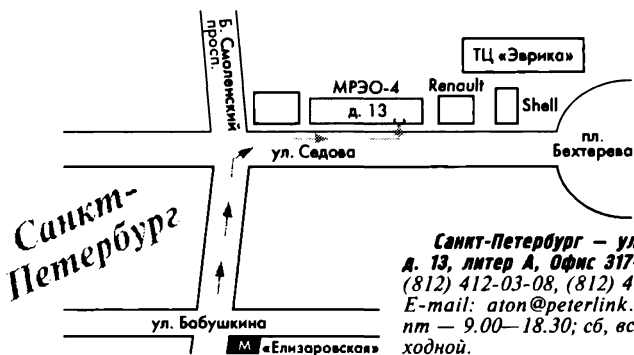 Б. Смоленский
просп.
ТЦ «Эврика»
МРЭО-4
Renault
д. 13
Shell
ул. Седова
пл.
Бехтерева
Санкт-
Петербург
Санкт-Петербург — ул
д. 13, литер А, Офис 317-
(812) 412-03-08, (812) 4
E-mail: aton@peterlink.
пт — 9.00—18.30; сб, вс
ходной.
ул. Бабушкина
М «Елизаровская»